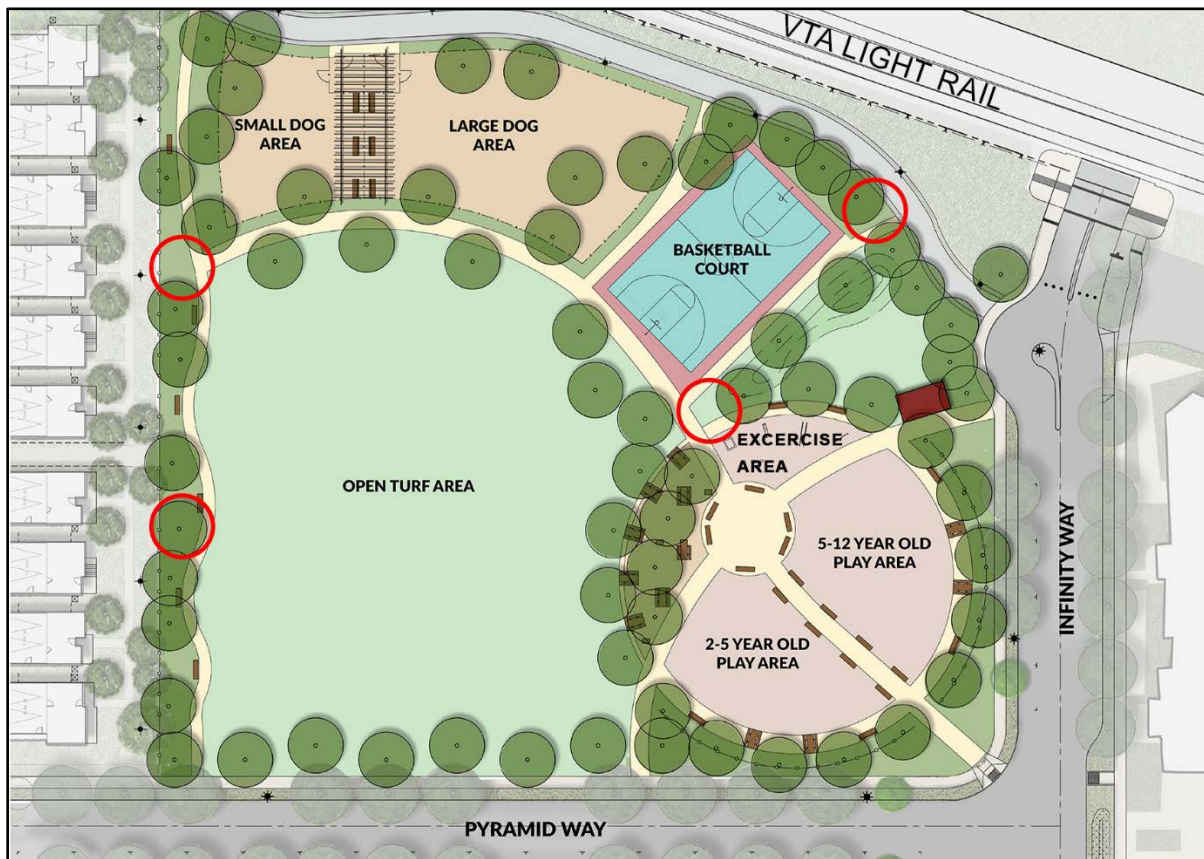 VTA LIGHT RAIL
SMALL DOG
AREA
LARGE DOG
AREA
BASKETBALL
COURT
EXCERCISE
AREA
OPEN TURF AREA
5-12 YEAR OLD
PLAY AREA
2-5 YEAR OLD
PLAY AREA
INFINITY WAY
PYRAMID WAY